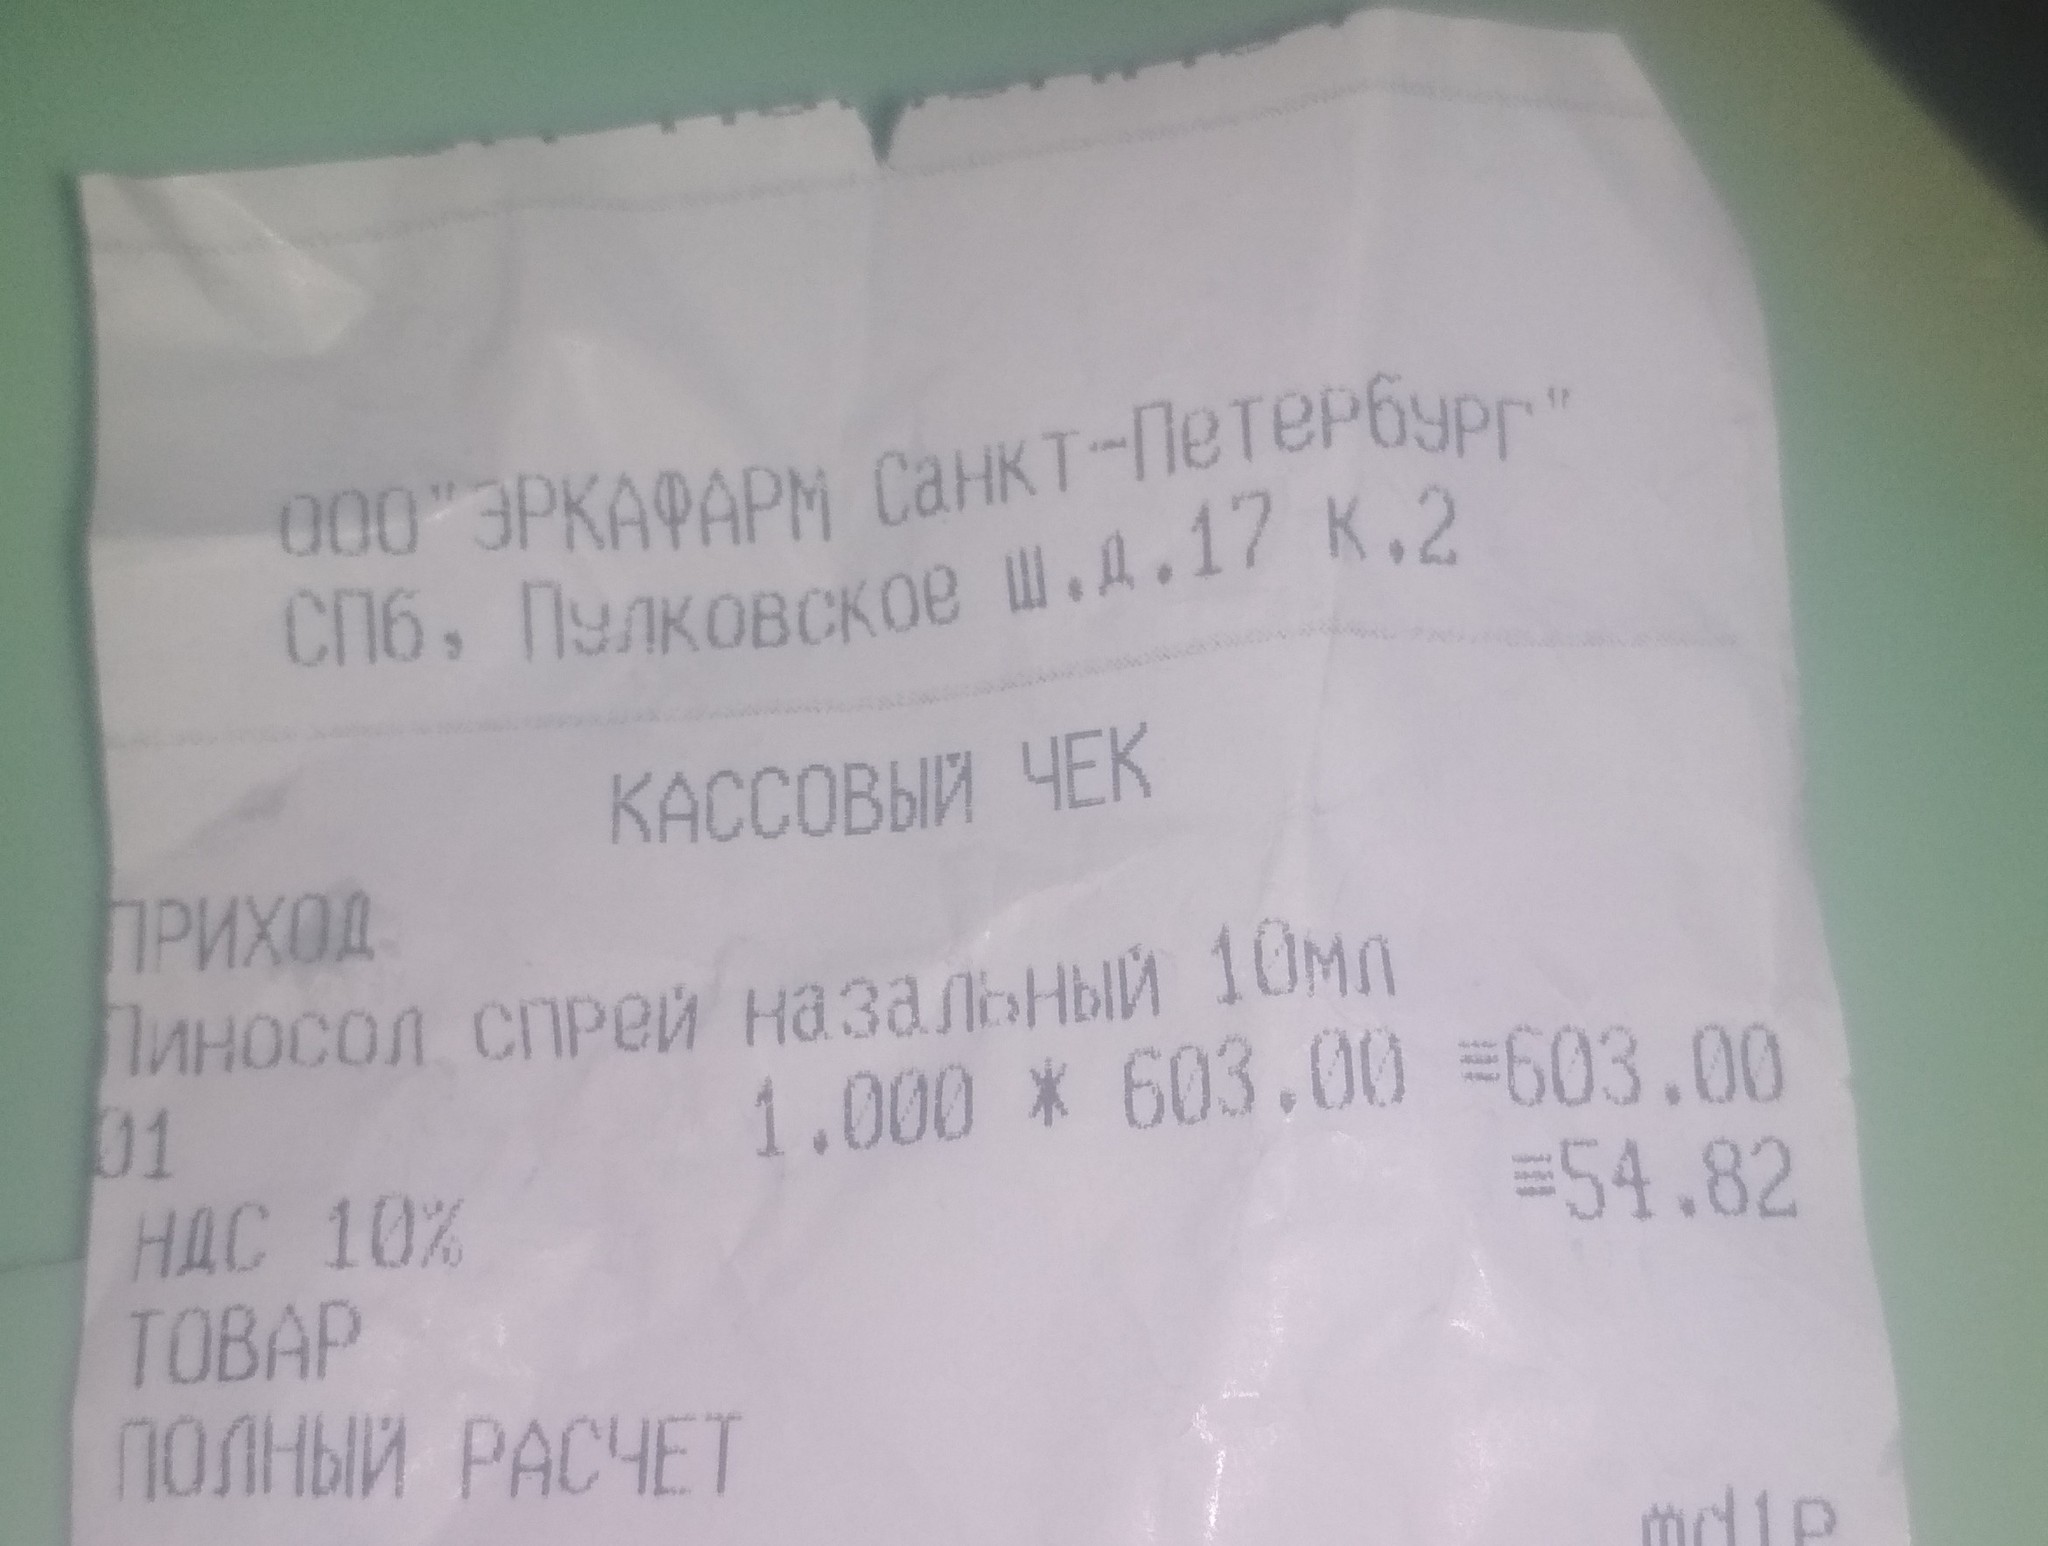 ООО"ЭРКАФАРМ Санкт-Петербург"
СПб, Пулковское ш.д.17 к.2
КАССОВЫЙ ЧЕК
ПРИХОД
Пиносол спрей назальный 10мл
01 1.000 * 603.00 ≡603.00
НДС 10% ≡54.82
ТОВАР
ПОЛНЫЙ РАСЧЕТ